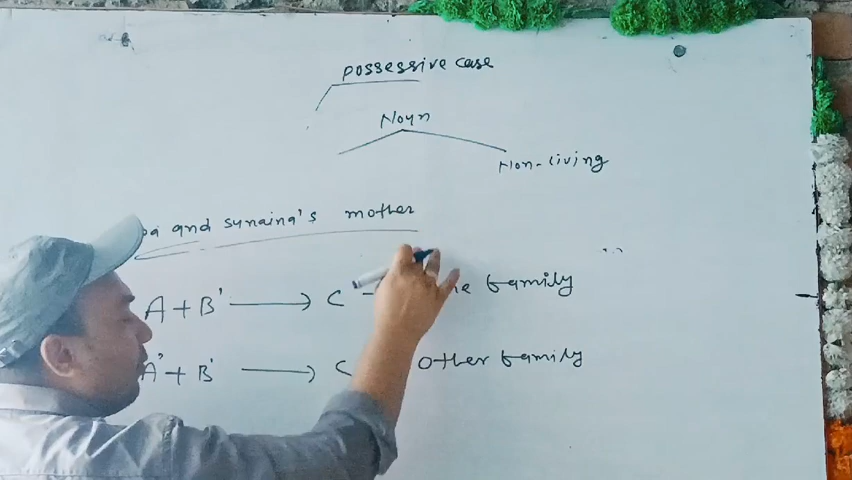 possessive case
Noun
Non-living
and sunaina's mother
A + B' → C - family
A' + B' → C other family